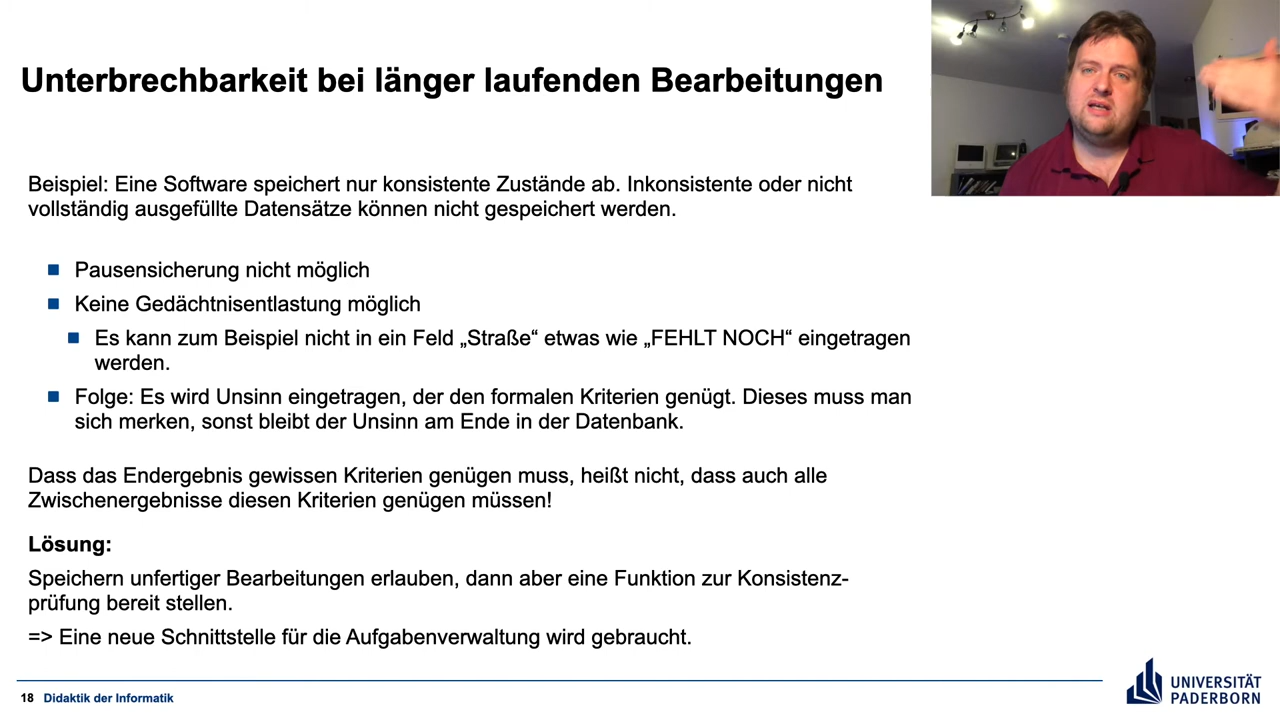 Unterbrechbarkeit bei länger laufenden Bearbeitungen
Beispiel: Eine Software speichert nur konsistente Zustände ab. Inkonsistente oder nicht
vollständig ausgefüllte Datensätze können nicht gespeichert werden.
Pausensicherung nicht möglich
Keine Gedächtnisentlastung möglich
Es kann zum Beispiel nicht in ein Feld „Straße“ etwas wie „FEHLT NOCH“ eingetragen
werden.
Folge: Es wird Unsinn eingetragen, der den formalen Kriterien genügt. Dieses muss man
sich merken, sonst bleibt der Unsinn am Ende in der Datenbank.
Dass das Endergebnis gewissen Kriterien genügen muss, heißt nicht, dass auch alle
Zwischenergebnisse diesen Kriterien genügen müssen!
Lösung:
Speichern unfertiger Bearbeitungen erlauben, dann aber eine Funktion zur Konsistenz-
prüfung bereit stellen.
=> Eine neue Schnittstelle für die Aufgabenverwaltung wird gebraucht.
18 Didaktik der Informatik
UNIVERSITÄT
PADERBORN